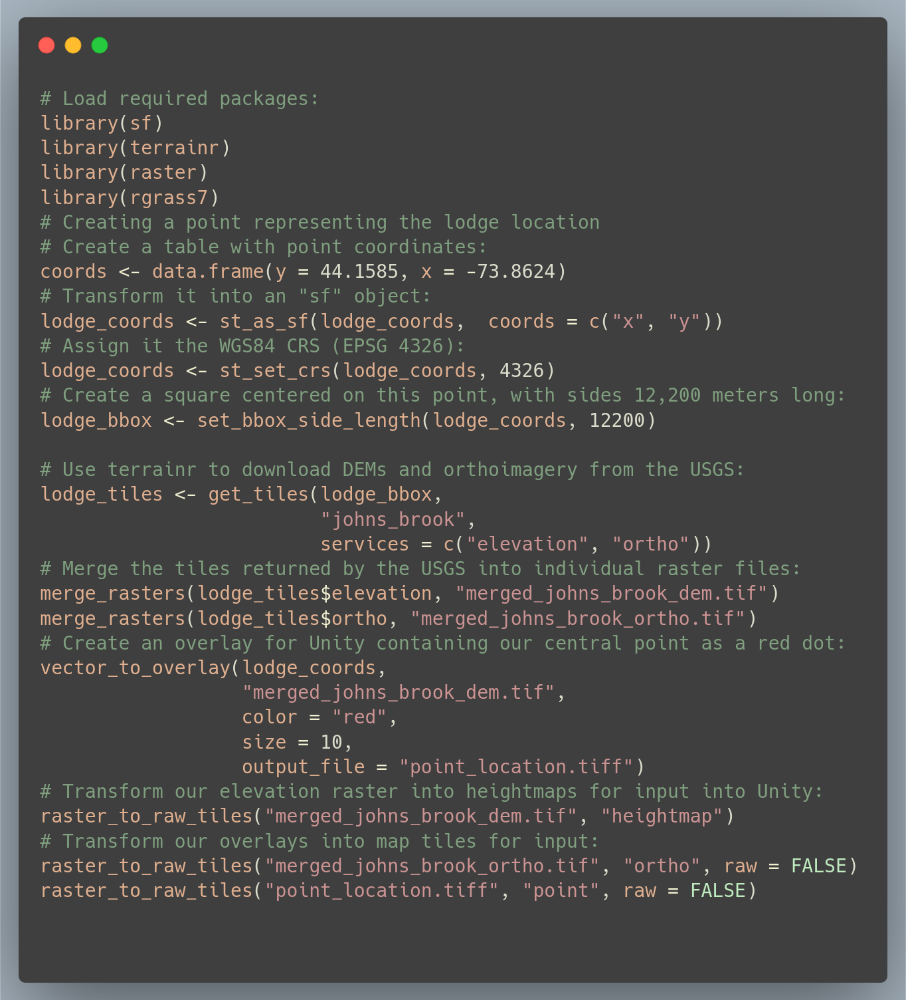 # Load required packages:
library(sf)
library(terrainr)
library(raster)
library(rgrass7)
# Creating a point representing the lodge location
# Create a table with point coordinates:
coords <- data.frame(y = 44.1585, x = -73.8624)
# Transform it into an "sf" object:
lodge_coords <- st_as_sf(lodge_coords,  coords = c("x", "y"))
# Assign it the WGS84 CRS (EPSG 4326):
lodge_coords <- st_set_crs(lodge_coords, 4326)
# Create a square centered on this point, with sides 12,200 meters long:
lodge_bbox <- set_bbox_side_length(lodge_coords, 12200)

# Use terrainr to download DEMs and orthoimagery from the USGS:
lodge_tiles <- get_tiles(lodge_bbox,
                         "johns_brook",
                         services = c("elevation", "ortho"))
# Merge the tiles returned by the USGS into individual raster files:
merge_rasters(lodge_tiles$elevation, "merged_johns_brook_dem.tif")
merge_rasters(lodge_tiles$ortho, "merged_johns_brook_ortho.tif")
# Create an overlay for Unity containing our central point as a red dot:
vector_to_overlay(lodge_coords,
                  "merged_johns_brook_dem.tif",
                  color = "red",
                  size = 10,
                  output_file = "point_location.tiff")
# Transform our elevation raster into heightmaps for input into Unity:
raster_to_raw_tiles("merged_johns_brook_dem.tif", "heightmap")
# Transform our overlays into map tiles for input:
raster_to_raw_tiles("merged_johns_brook_ortho.tif", "ortho", raw = FALSE)
raster_to_raw_tiles("point_location.tiff", "point", raw = FALSE)